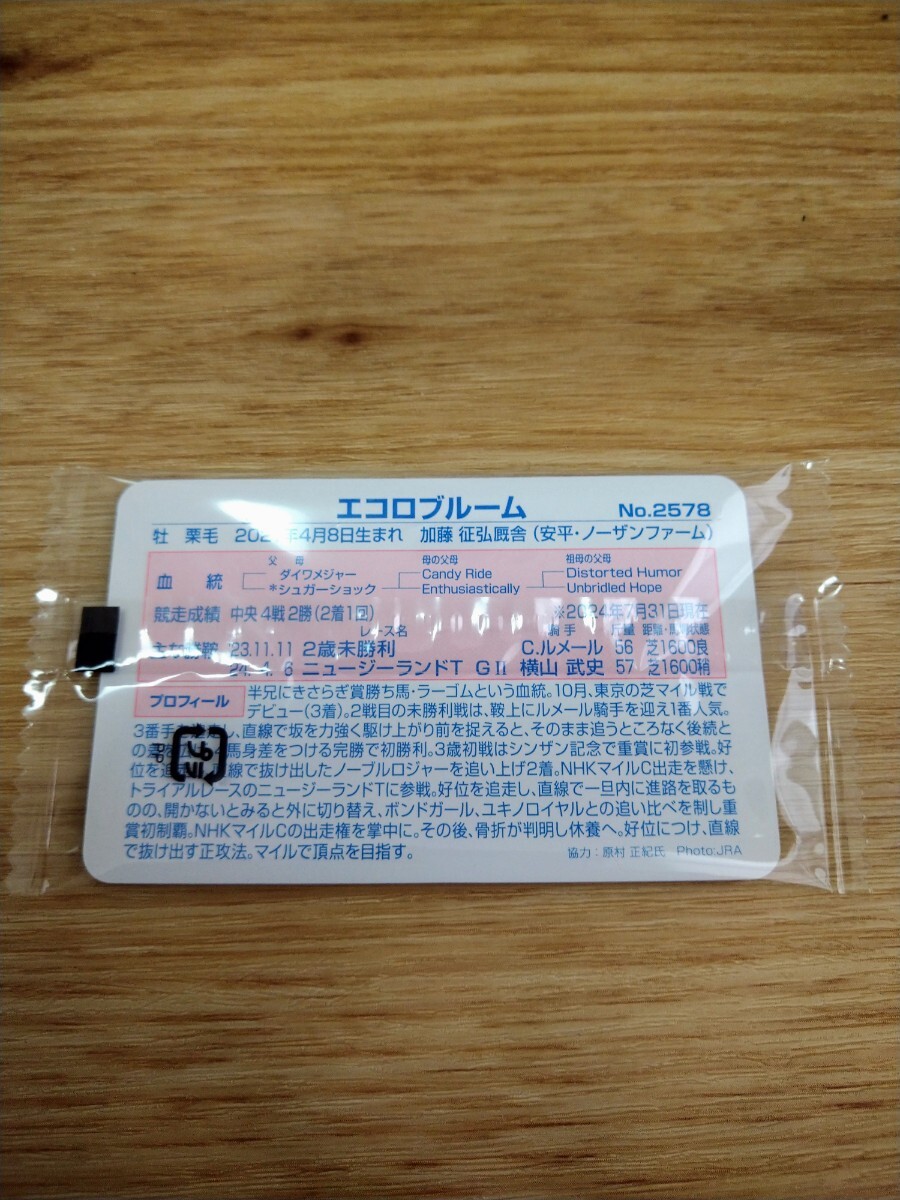 エコロブルーム No.2578
牡 栗毛 202 年4月8日生まれ 加藤 征弘厩舎(安平・ノーザンファーム)
父 母 母の父母 祖母の父母
血 統 ダイワメジャー Candy Ride Distorted Humor
*シュガーショック Enthusiastically Unbridled Hope
競走成績 中央4戦2勝(2着1回) ※2024年7月31日現在
レース名 騎手 斤量 距離・馬場状態
主な勝鞍 '23.11.11 2歳未勝利 C.ルメール 56 芝1600良
'24. 4. 6 ニュージーランドT GⅡ 横山 武史 57 芝1600稍
プロフィール 半兄にきさらぎ賞勝ち馬・ラーゴムという血統。10月、東京の芝マイル戦で
デビュー(3着)。2戦目の未勝利戦は、鞍上にルメール騎手を迎え1番人気。
3番手を 、直線で坂を力強く駆け上がり前を捉えると、そのまま追うところなく後続と
の 馬身差をつける完勝で初勝利。3歳初戦はシンザン記念で重賞に初参戦。好
位を追 直線で抜け出したノーブルロジャーを追い上げ2着。NHKマイルC出走を懸け、
トライアルレースのニュージーランドTに参戦。好位を追走し、直線で一旦内に進路を取るも
のの、開かないとみると外に切り替え、ボンドガール、ユキノロイヤルとの追い比べを制し重
賞初制覇。NHKマイルCの出走権を掌中に。その後、骨折が判明し休養へ。好位につけ、直線
で抜け出す正攻法。マイルで頂点を目指す。 協力:原村 正紀氏 Photo:JRA
プラ
PP